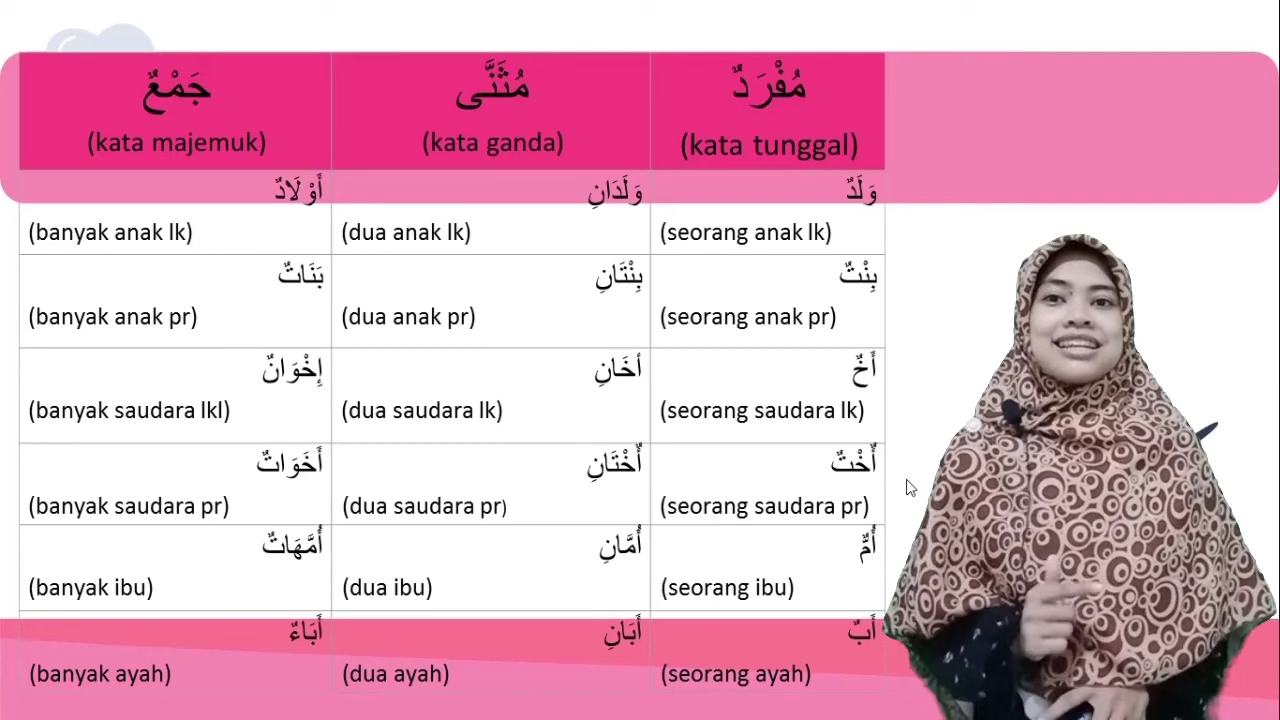 جَمْعٌ
(kata majemuk)
مُثَنَّى
(kata ganda)
مُفْرَدٌ
(kata tunggal)
أَوْلَادٌ
(banyak anak lk)
وَلَدَانِ
(dua anak lk)
وَلَدٌ
(seorang anak lk)
بَنَاتٌ
(banyak anak pr)
بِنْتَانِ
(dua anak pr)
بِنْتٌ
(seorang anak pr)
إِخْوَانٌ
(banyak saudara lkl)
أخَانِ
(dua saudara lk)
أَخٌ
(seorang saudara lk)
أَخَوَاتٌ
(banyak saudara pr)
أُخْتَانِ
(dua saudara pr)
أُخْتٌ
(seorang saudara pr)
أُمَّهَاتٌ
(banyak ibu)
أُمَّانِ
(dua ibu)
أُمٌّ
(seorang ibu)
أَبَاءٌ
(banyak ayah)
أَبَانِ
(dua ayah)
أَبٌ
(seorang ayah)